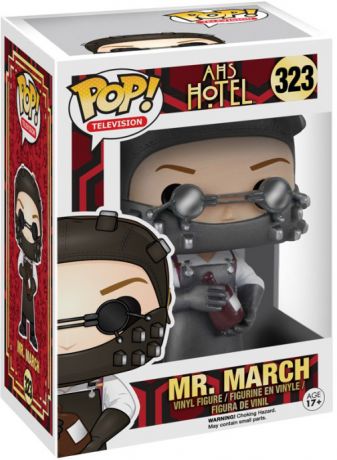 POP!
TELEVISION
AHS
HOTEL
323
MR. MARCH
VINYL FIGURE / FIGURINE EN VINYLE /
FIGURA DE VINIL
WARNING! Choking Hazard.
May contain small parts.
AGE
17+
POP!
MR. MARCH
323